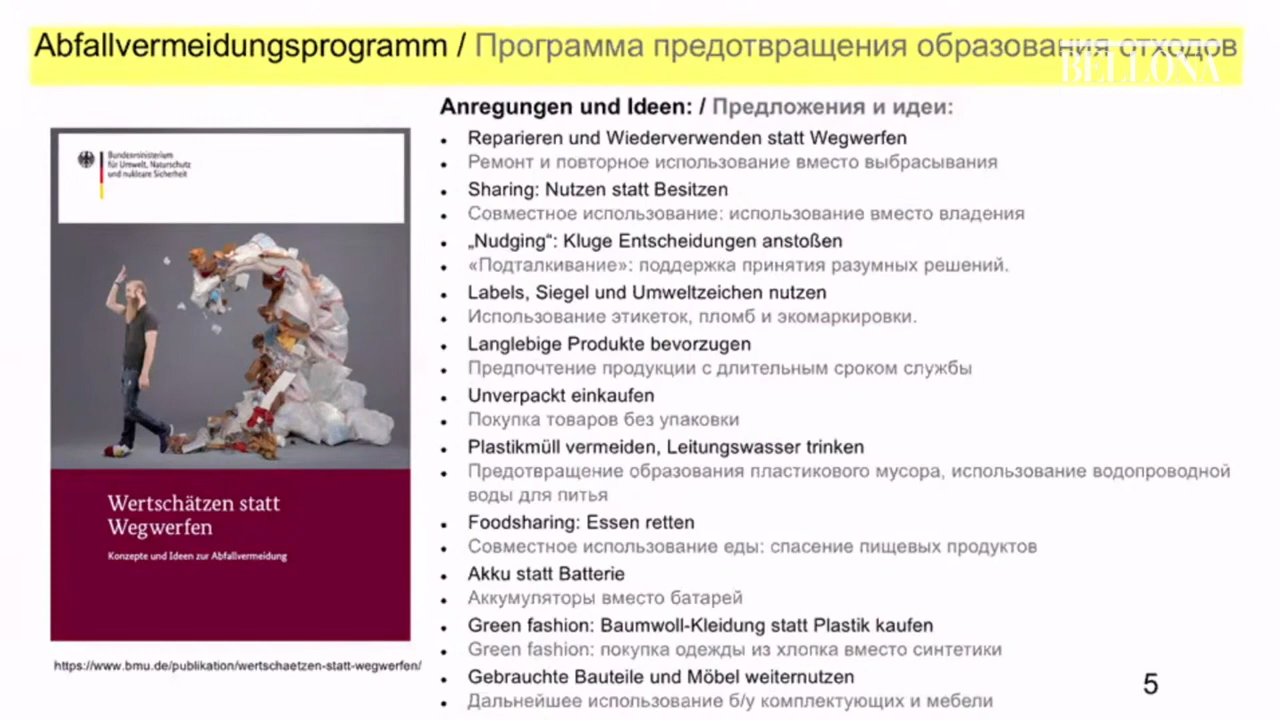 Abfallvermeidungsprogramm / Программа предотвращения образования отходов
BELLONA
Anregungen und Ideen: / Предложения и идеи:
Bundesministerium
für Umwelt, Naturschutz
und nukleare Sicherheit
• Reparieren und Wiederverwenden statt Wegwerfen
• Ремонт и повторное использование вместо выбрасывания
• Sharing: Nutzen statt Besitzen
• Совместное использование: использование вместо владения
• „Nudging“: Kluge Entscheidungen anstoßen
• «Подталкивание»: поддержка принятия разумных решений.
• Labels, Siegel und Umweltzeichen nutzen
• Использование этикеток, пломб и экомаркировки.
• Langlebige Produkte bevorzugen
• Предпочтение продукции с длительным сроком службы
• Unverpackt einkaufen
• Покупка товаров без упаковки
• Plastikmüll vermeiden, Leitungswasser trinken
• Предотвращение образования пластикового мусора, использование водопроводной
воды для питья
• Foodsharing: Essen retten
• Совместное использование еды: спасение пищевых продуктов
• Akku statt Batterie
• Аккумуляторы вместо батарей
• Green fashion: Baumwoll-Kleidung statt Plastik kaufen
• Green fashion: покупка одежды из хлопка вместо синтетики
• Gebrauchte Bauteile und Möbel weiternutzen
• Дальнейшее использование б/у комплектующих и мебели
Wertschätzen statt
Wegwerfen
Konzepte und Ideen zur Abfallvermeidung
https://www.bmu.de/publikation/wertschaetzen-statt-wegwerfen/
5